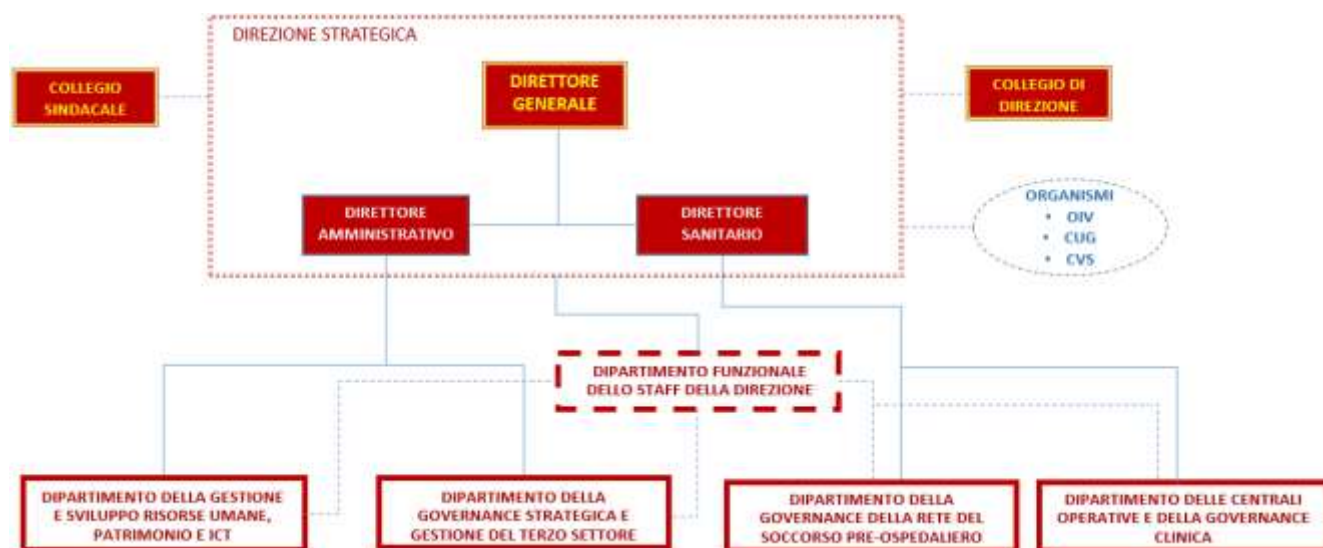 DIREZIONE STRATEGICA
COLLEGIO
SINDACALE
DIRETTORE
GENERALE
COLLEGIO DI
DIREZIONE
DIRETTORE
AMMINISTRATIVO
DIRETTORE
SANITARIO
ORGANISMI
• OIV
• CUG
• CVS
DIPARTIMENTO FUNZIONALE
DELLO STAFF DELLA DIREZIONE
DIPARTIMENTO DELLA GESTIONE
E SVILUPPO RISORSE UMANE,
PATRIMONIO E ICT
DIPARTIMENTO DELLA
GOVERNANCE STRATEGICA E
GESTIONE DEL TERZO SETTORE
DIPARTIMENTO DELLA
GOVERNANCE DELLA RETE DEL
SOCCORSO PRE-OSPEDALIERO
DIPARTIMENTO DELLE CENTRALI
OPERATIVE E DELLA GOVERNANCE
CLINICA